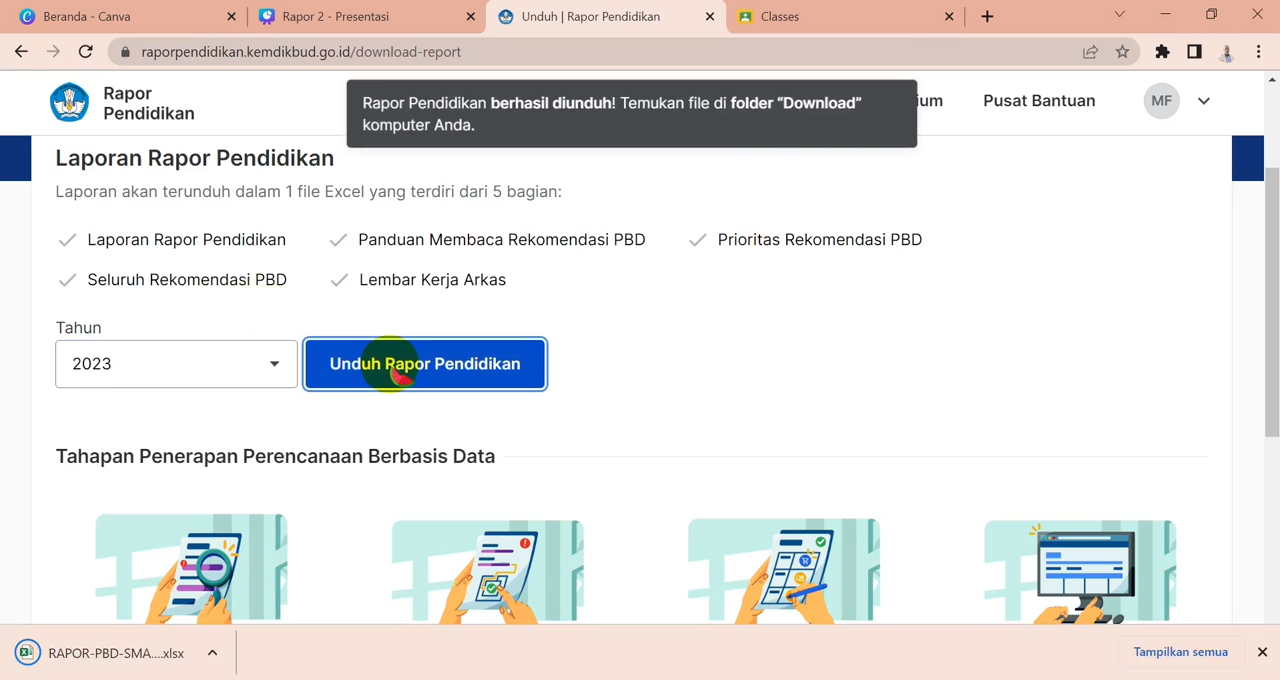 Beranda - Canva
Rapor 2 - Presentasi
Unduh | Rapor Pendidikan
Classes
raporpendidikan.kemdikbud.go.id/download-report
Rapor
Pendidikan
Rapor Pendidikan berhasil diunduh! Temukan file di folder “Download”
komputer Anda.
ium
Pusat Bantuan
MF
Laporan Rapor Pendidikan
Laporan akan terunduh dalam 1 file Excel yang terdiri dari 5 bagian:
Laporan Rapor Pendidikan
Panduan Membaca Rekomendasi PBD
Prioritas Rekomendasi PBD
Seluruh Rekomendasi PBD
Lembar Kerja Arkas
Tahun
2023
Unduh Rapor Pendidikan
Tahapan Penerapan Perencanaan Berbasis Data
RAPOR-PBD-SMA....xlsx
Tampilkan semua